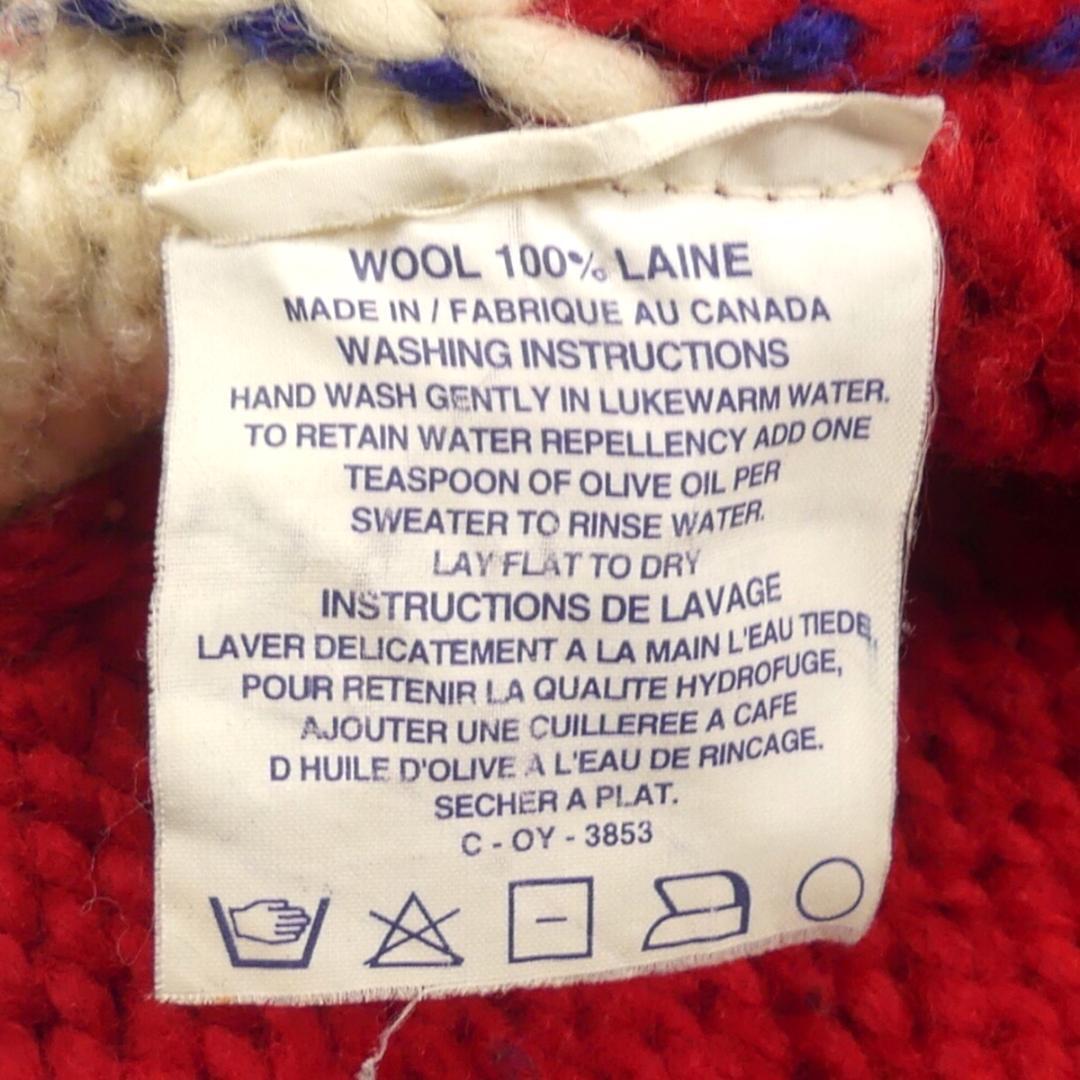 WOOL 100% LAINE
MADE IN / FABRIQUE AU CANADA
WASHING INSTRUCTIONS
HAND WASH GENTLY IN LUKEWARM WATER.
TO RETAIN WATER REPELLENCY ADD ONE
TEASPOON OF OLIVE OIL PER
SWEATER TO RINSE WATER.
LAY FLAT TO DRY
INSTRUCTIONS DE LAVAGE
LAVER DELICATEMENT A LA MAIN L'EAU TIEDE,
POUR RETENIR LA QUALITE HYDROFUGE,
AJOUTER UNE CUILLEREE A CAFE
D HUILE D'OLIVE A L'EAU DE RINCAGE.
SECHER A PLAT.
C - OY - 3853